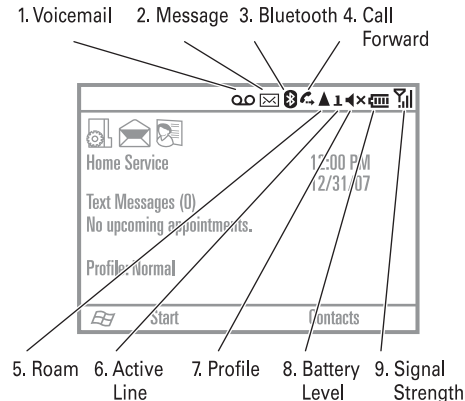 1. Voicemail 2. Message 3. Bluetooth 4. Call Forward
1
Home Service 12:00 PM
12/31/07
Text Messages (0)
No upcoming appointments.
Profile: Normal
Start Contacts
5. Roam 6. Active Line 7. Profile 8. Battery Level 9. Signal Strength